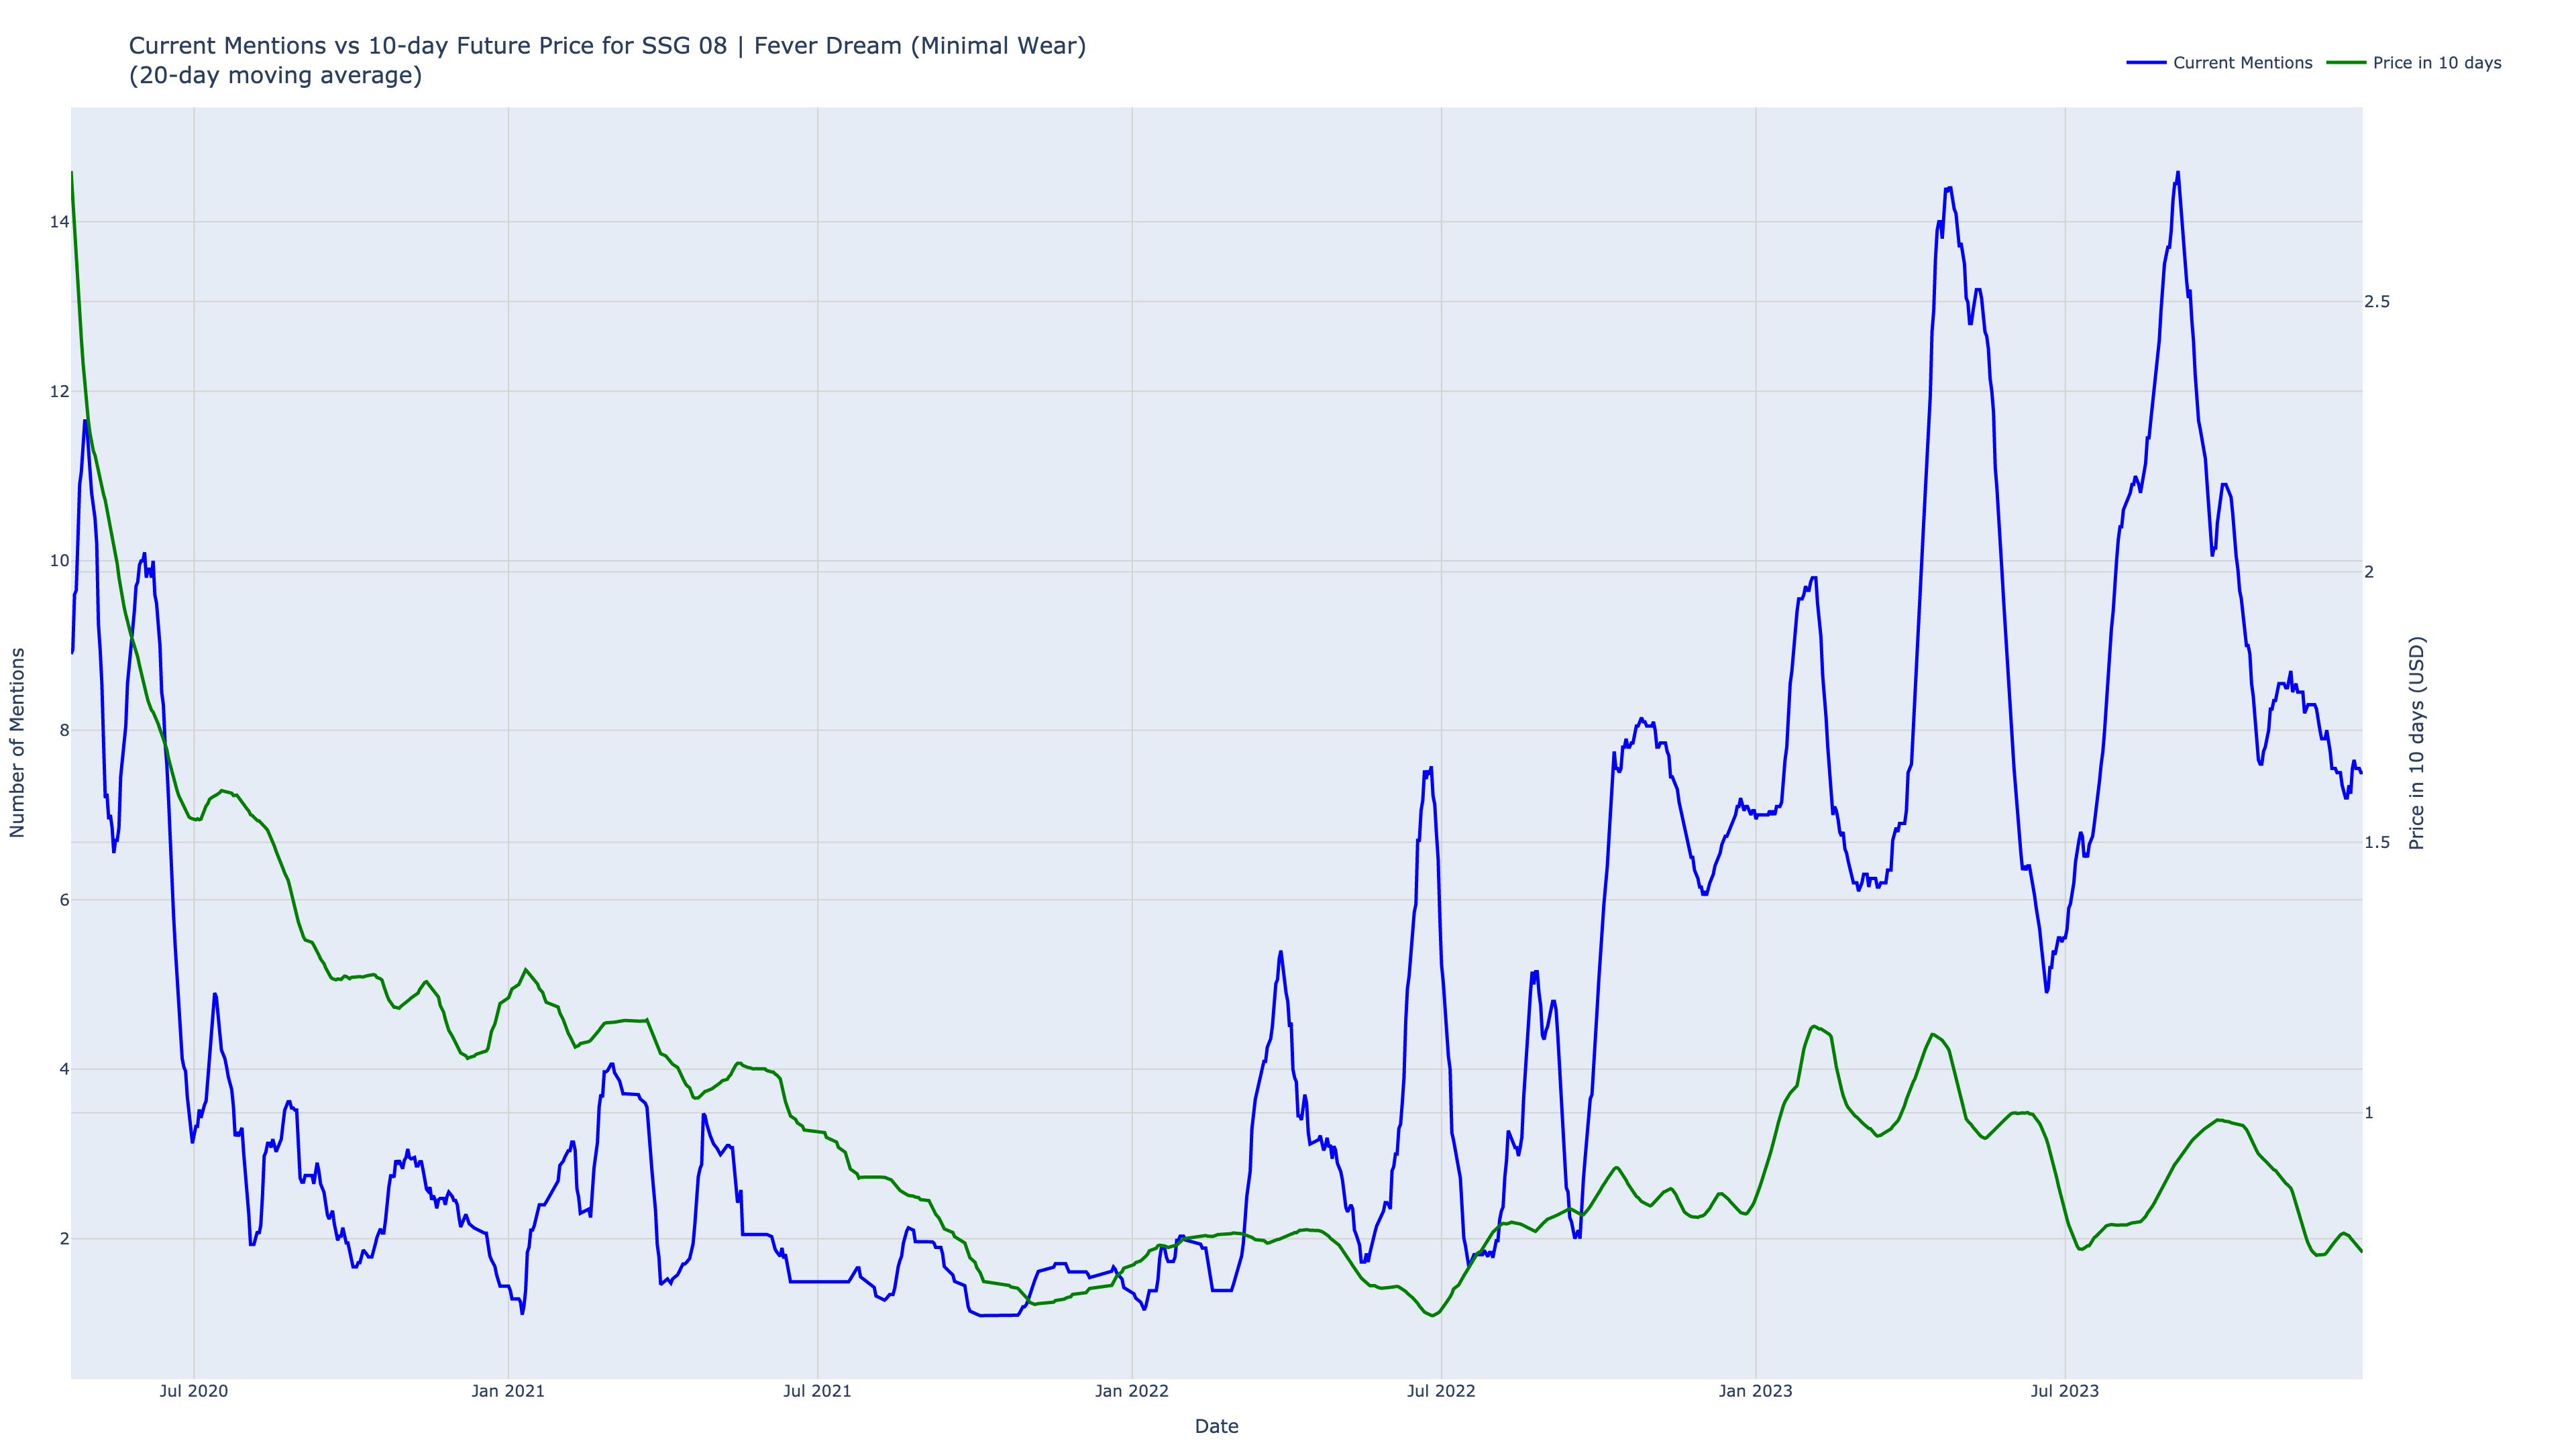 Current Mentions vs 10-day Future Price for SSG 08 | Fever Dream (Minimal Wear)
(20-day moving average)
Current Mentions
Price in 10 days
14
12
10
8
6
4
2
Number of Mentions
2.5
2
1.5
1
Price in 10 days (USD)
Jul 2020
Jan 2021
Jul 2021
Jan 2022
Jul 2022
Jan 2023
Jul 2023
Date